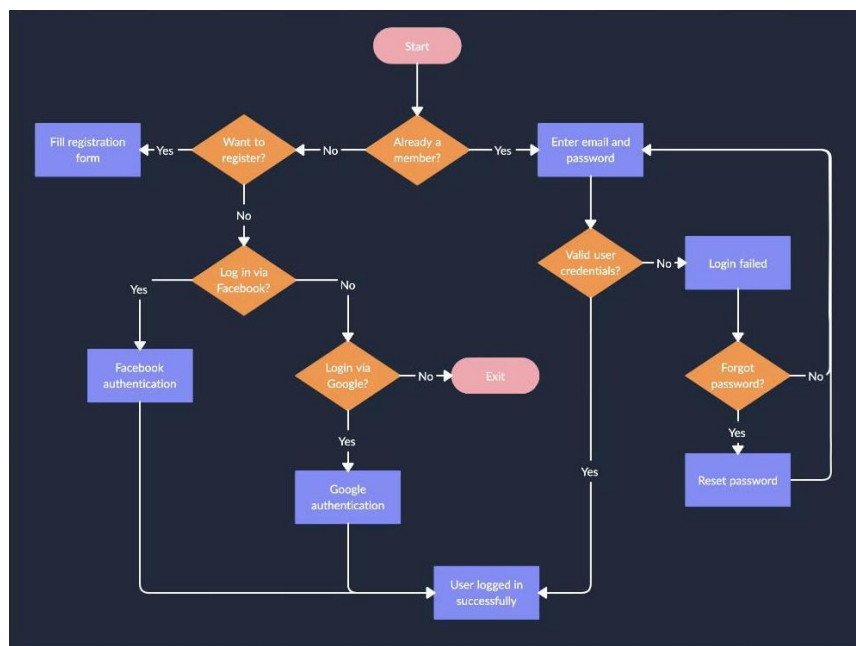 Start
Fill registration
form
Yes
Want to
register?
No
Already a
member?
Yes
Enter email and
password
No
Log in via
Facebook?
Valid user
credentials?
No
Login failed
Yes
No
Facebook
authentication
Login via
Google?
No
Exit
Forgot
password?
No
Yes
Yes
Yes
Google
authentication
Reset password
User logged in
successfully